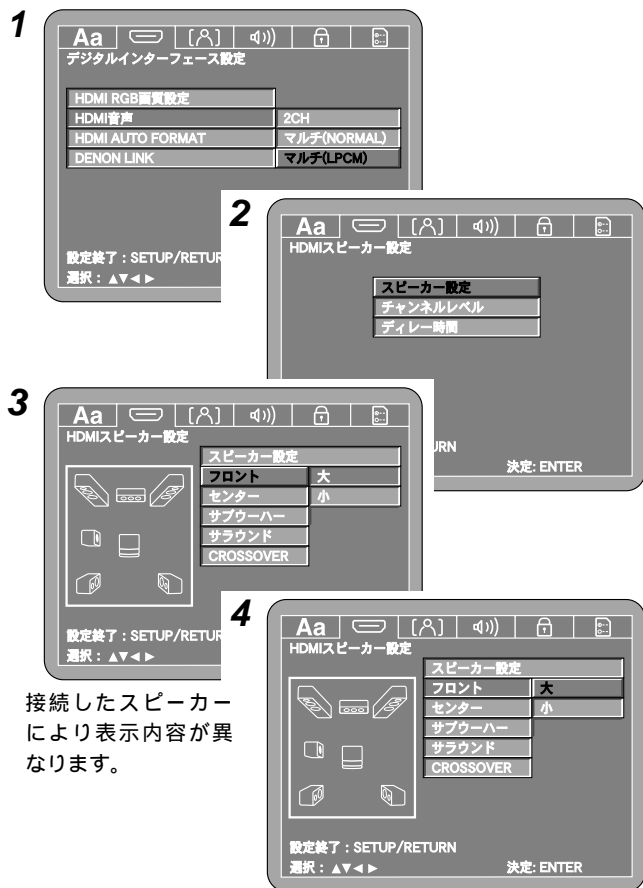 1
Aa
デジタルインターフェース設定
HDMI RGB画質設定
HDMI音声 2CH
HDMI AUTO FORMAT マルチ(NORMAL)
DENON LINK マルチ(LPCM)
設定終了：SETUP/RETUR
選択：▲▼◀ ▶
2
Aa
HDMIスピーカー設定
スピーカー設定
チャンネルレベル
ディレー時間
URN
決定: ENTER
3
Aa
HDMIスピーカー設定
スピーカー設定
フロント 大
センター 小
サブウーハー
サラウンド
CROSSOVER
設定終了：SETUP/RETUR
選択：▲▼◀ ▶
接続したスピーカー
により表示内容が異
なります。
4
Aa
HDMIスピーカー設定
スピーカー設定
フロント 大
センター 小
サブウーハー
サラウンド
CROSSOVER
設定終了：SETUP/RETURN
選択：▲▼◀ ▶ 決定: ENTER